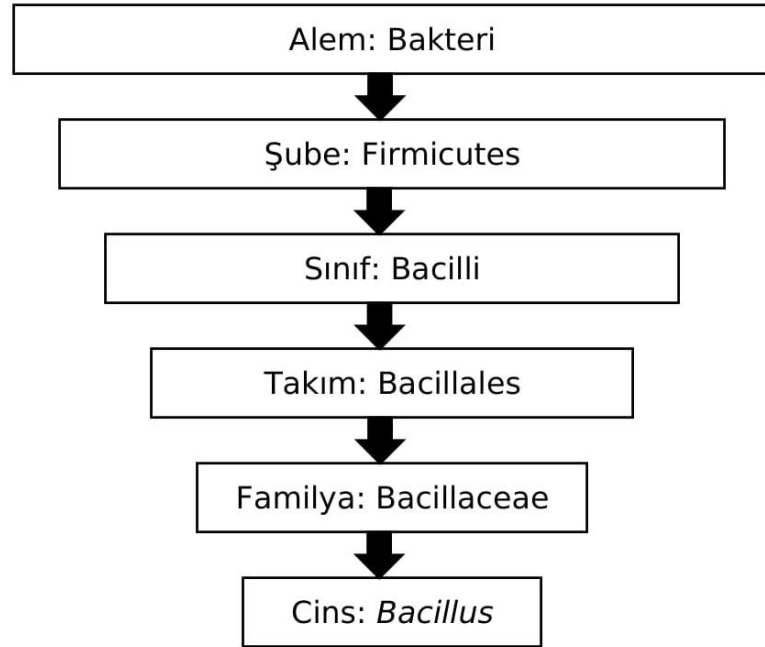 Alem: Bakteri
Şube: Firmicutes
Sınıf: Bacilli
Takım: Bacillales
Familya: Bacillaceae
Cins: Bacillus